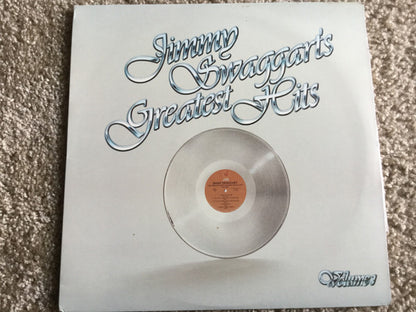 Jimmy
Swaggart's
Greatest Hits
Volume 1